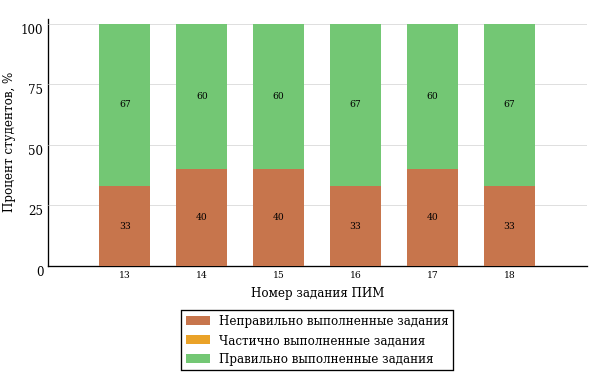 100
75
50
25
0
Процент студентов, %
67 60 60 67 60 67
33 40 40 33 40 33
13 14 15 16 17 18
Номер задания ПИМ
Неправильно выполненные задания
Частично выполненные задания
Правильно выполненные задания